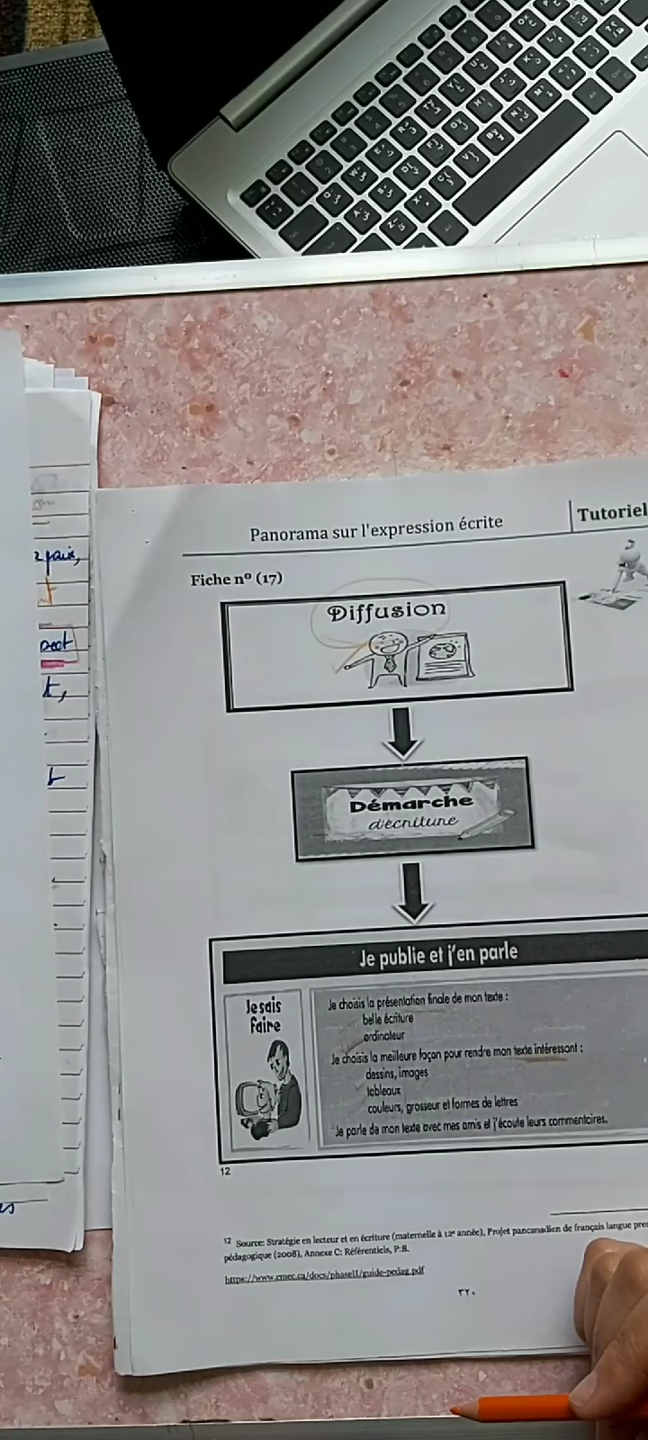 Panorama sur l'expression écrite
Tutoriel
Fiche nº (17)
Diffusion
Démarche
d'écriture
Je publie et j'en parle
Je sais
faire
Je choisis la présentation finale de mon texte :
belle écriture
ordinateur
Je choisis la meilleure façon pour rendre mon texte intéressant :
dessins, images
tableaux
couleurs, grosseur et formes de lettres
Je parle de mon texte avec mes amis et j'écoute leurs commentaires.
12
12 Source: Stratégie en lecteur et en écriture (maternelle à 12e année), Projet pancanadien de français langue
pédagogique (2008), Annexe C: Référentiels, P:8.
https://www.cmec.ca/docs/phaseII/guide-pedag.pdf
٣٢٠